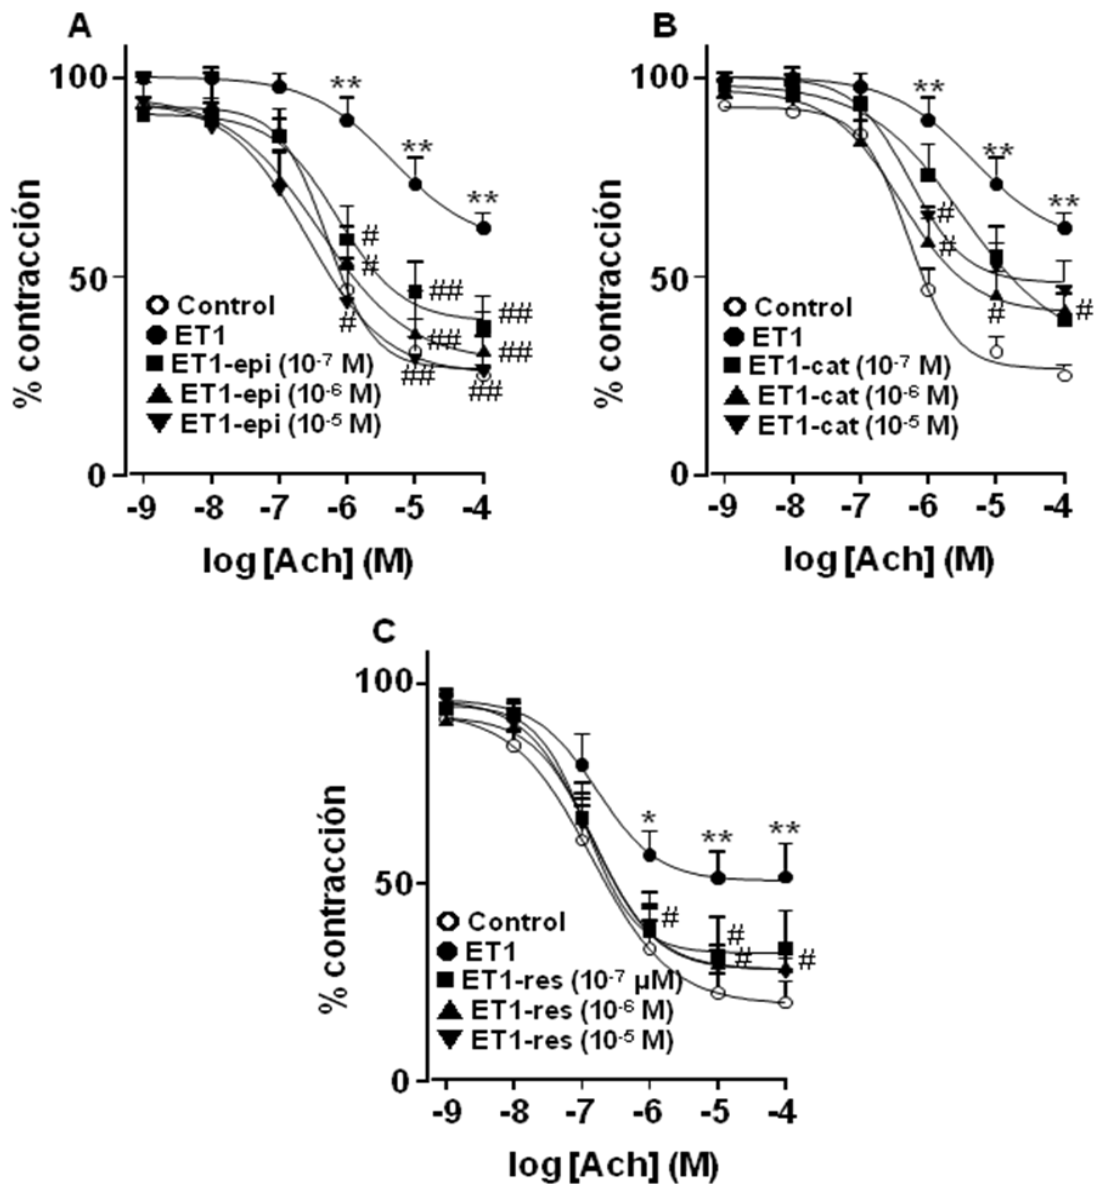 A
% contracción
100
50
0
**
**
**
#
#
#
##
##
##
##
##
##
Control
ET1
ET1-epi (10⁻⁷ M)
ET1-epi (10⁻⁶ M)
ET1-epi (10⁻⁵ M)
-9 -8 -7 -6 -5 -4
log [Ach] (M)
B
% contracción
100
50
0
**
**
**
#
#
#
#
Control
ET1
ET1-cat (10⁻⁷ M)
ET1-cat (10⁻⁶ M)
ET1-cat (10⁻⁵ M)
-9 -8 -7 -6 -5 -4
log [Ach] (M)
C
% contracción
100
50
0
*
**
**
#
#
#
#
Control
ET1
ET1-res (10⁻⁷ µM)
ET1-res (10⁻⁶ M)
ET1-res (10⁻⁵ M)
-9 -8 -7 -6 -5 -4
log [Ach] (M)